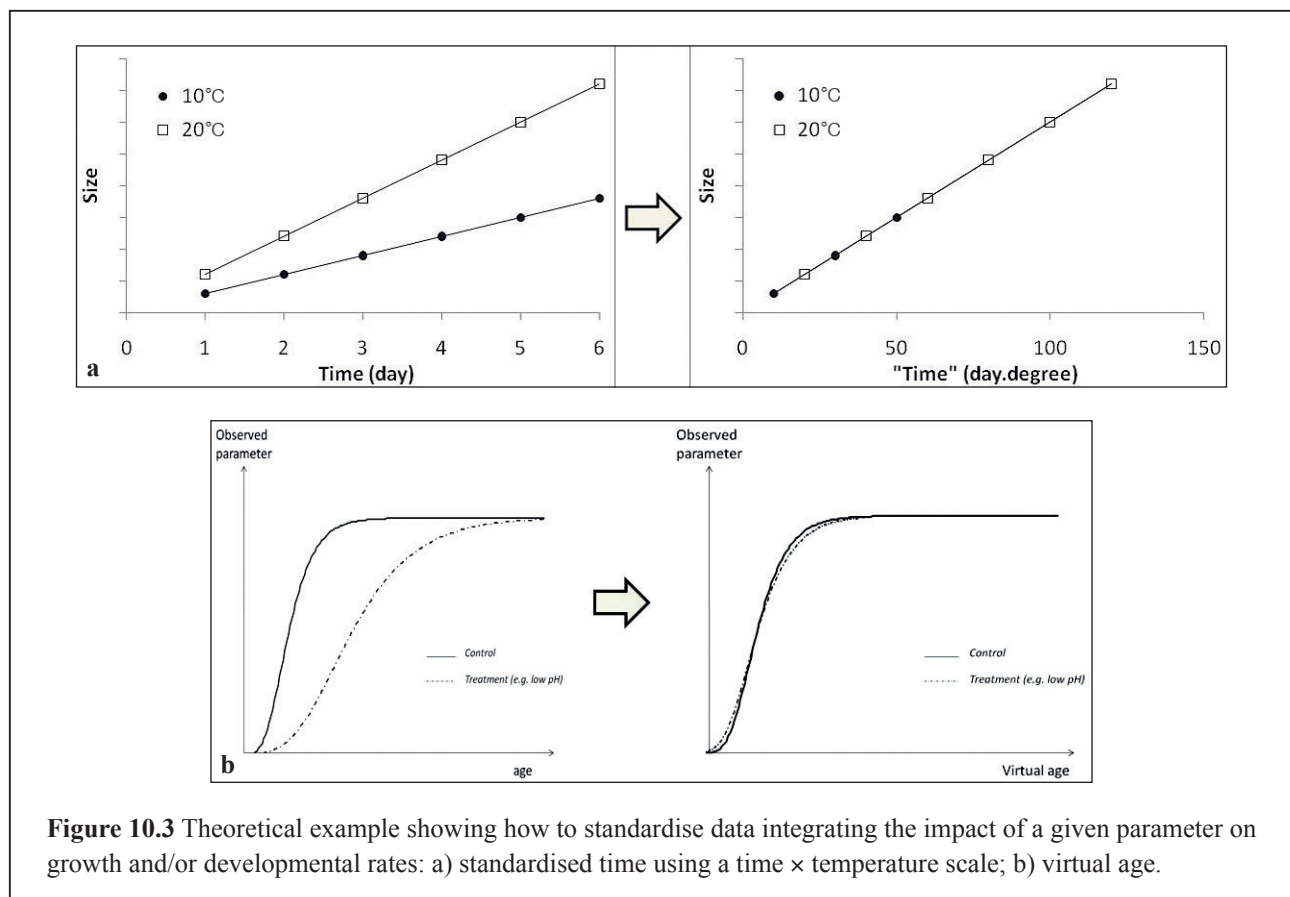 10°C
20°C
Size
0 1 2 3 4 5 6
Time (day)
a
10°C
20°C
Size
0 50 100 150
"Time" (day.degree)
Observed
parameter
Control
Treatment (e.g. low pH)
age
b
Observed
parameter
Control
Treatment (e.g. low pH)
Virtual age
Figure 10.3 Theoretical example showing how to standardise data integrating the impact of a given parameter on
growth and/or developmental rates: a) standardised time using a time × temperature scale; b) virtual age.